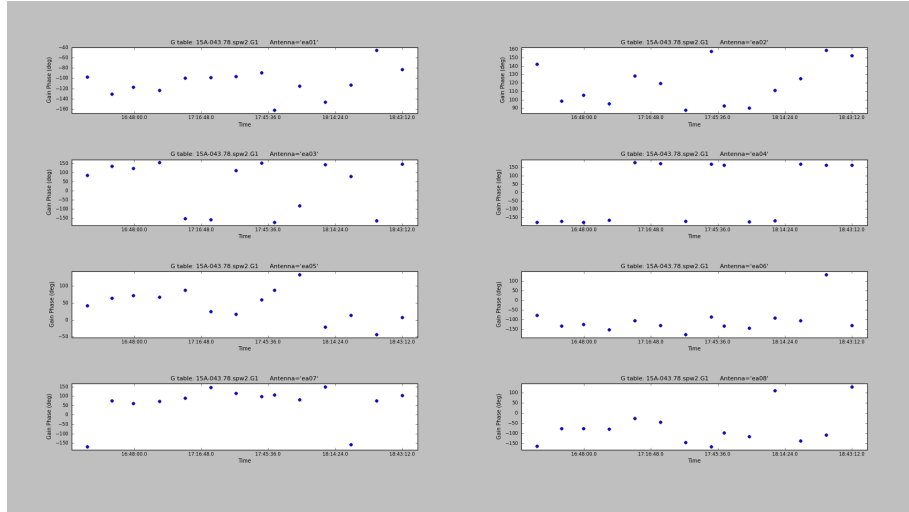 G table: 15A-043.78.spw2.G1 Antenna='ea01'
Gain Phase (deg)
−40
−60
−80
−100
−120
−140
−160
16:48:00.0 17:16:48.0 17:45:36.0 18:14:24.0 18:43:12.0
Time
G table: 15A-043.78.spw2.G1 Antenna='ea02'
Gain Phase (deg)
160
150
140
130
120
110
100
90
16:48:00.0 17:16:48.0 17:45:36.0 18:14:24.0 18:43:12.0
Time
G table: 15A-043.78.spw2.G1 Antenna='ea03'
Gain Phase (deg)
150
100
50
0
−50
−100
−150
16:48:00.0 17:16:48.0 17:45:36.0 18:14:24.0 18:43:12.0
Time
G table: 15A-043.78.spw2.G1 Antenna='ea04'
Gain Phase (deg)
150
100
50
0
−50
−100
−150
16:48:00.0 17:16:48.0 17:45:36.0 18:14:24.0 18:43:12.0
Time
G table: 15A-043.78.spw2.G1 Antenna='ea05'
Gain Phase (deg)
100
50
0
−50
16:48:00.0 17:16:48.0 17:45:36.0 18:14:24.0 18:43:12.0
Time
G table: 15A-043.78.spw2.G1 Antenna='ea06'
Gain Phase (deg)
100
50
0
−50
−100
−150
16:48:00.0 17:16:48.0 17:45:36.0 18:14:24.0 18:43:12.0
Time
G table: 15A-043.78.spw2.G1 Antenna='ea07'
Gain Phase (deg)
150
100
50
0
−50
−100
−150
16:48:00.0 17:16:48.0 17:45:36.0 18:14:24.0 18:43:12.0
Time
G table: 15A-043.78.spw2.G1 Antenna='ea08'
Gain Phase (deg)
100
50
0
−50
−100
−150
16:48:00.0 17:16:48.0 17:45:36.0 18:14:24.0 18:43:12.0
Time